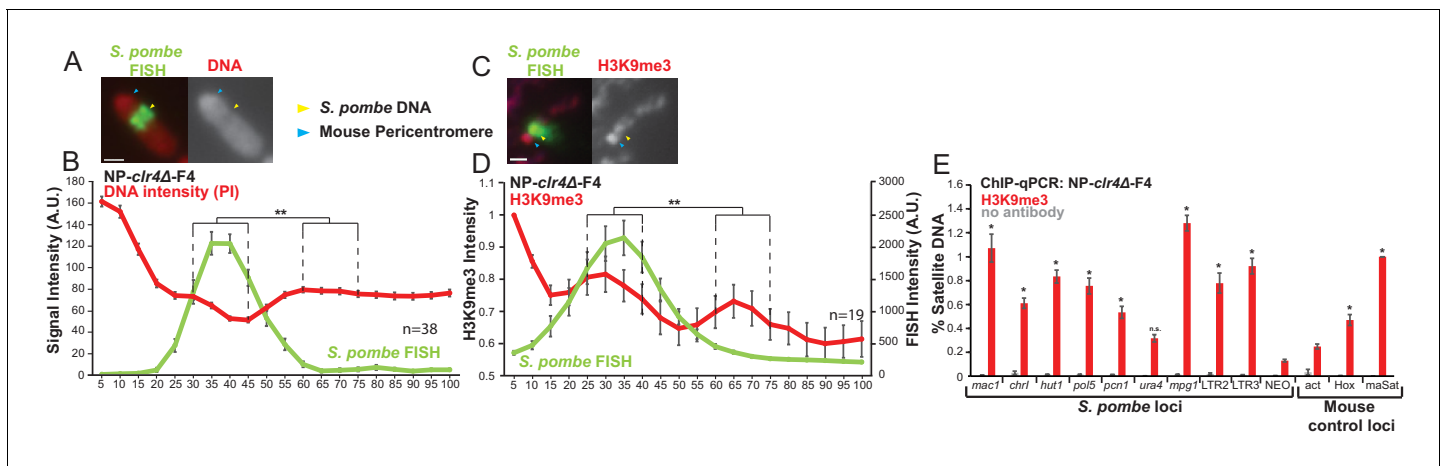 A
S. pombe
FISH
DNA
S. pombe DNA
Mouse Pericentromere
B
NP-clr4Δ-F4
DNA intensity (PI)
Signal Intensity (A.U.)
180
160
140
120
100
80
60
40
20
0
**
n=38
S. pombe FISH
5 10 15 20 25 30 35 40 45 50 55 60 65 70 75 80 85 90 95 100
C
S. pombe
FISH
H3K9me3
D
NP-clr4Δ-F4
H3K9me3
H3K9me3 Intensity
1.1
1
0.9
0.8
0.7
0.6
0.5
**
n=19
S. pombe FISH
FISH Intensity (A.U.)
3000
2500
2000
1500
1000
500
0
5 10 15 20 25 30 35 40 45 50 55 60 65 70 75 80 85 90 95 100
E
ChIP-qPCR: NP-clr4Δ-F4
H3K9me3
no antibody
% Satellite DNA
1.6
1.4
1.2
1
0.8
0.6
0.4
0.2
0
* * * * * n.s. * * * * *
mac1 chrI hut1 pol5 pcn1 ura4 mpg1 LTR2 LTR3 NEO act Hox maSat
S. pombe loci
Mouse
control loci